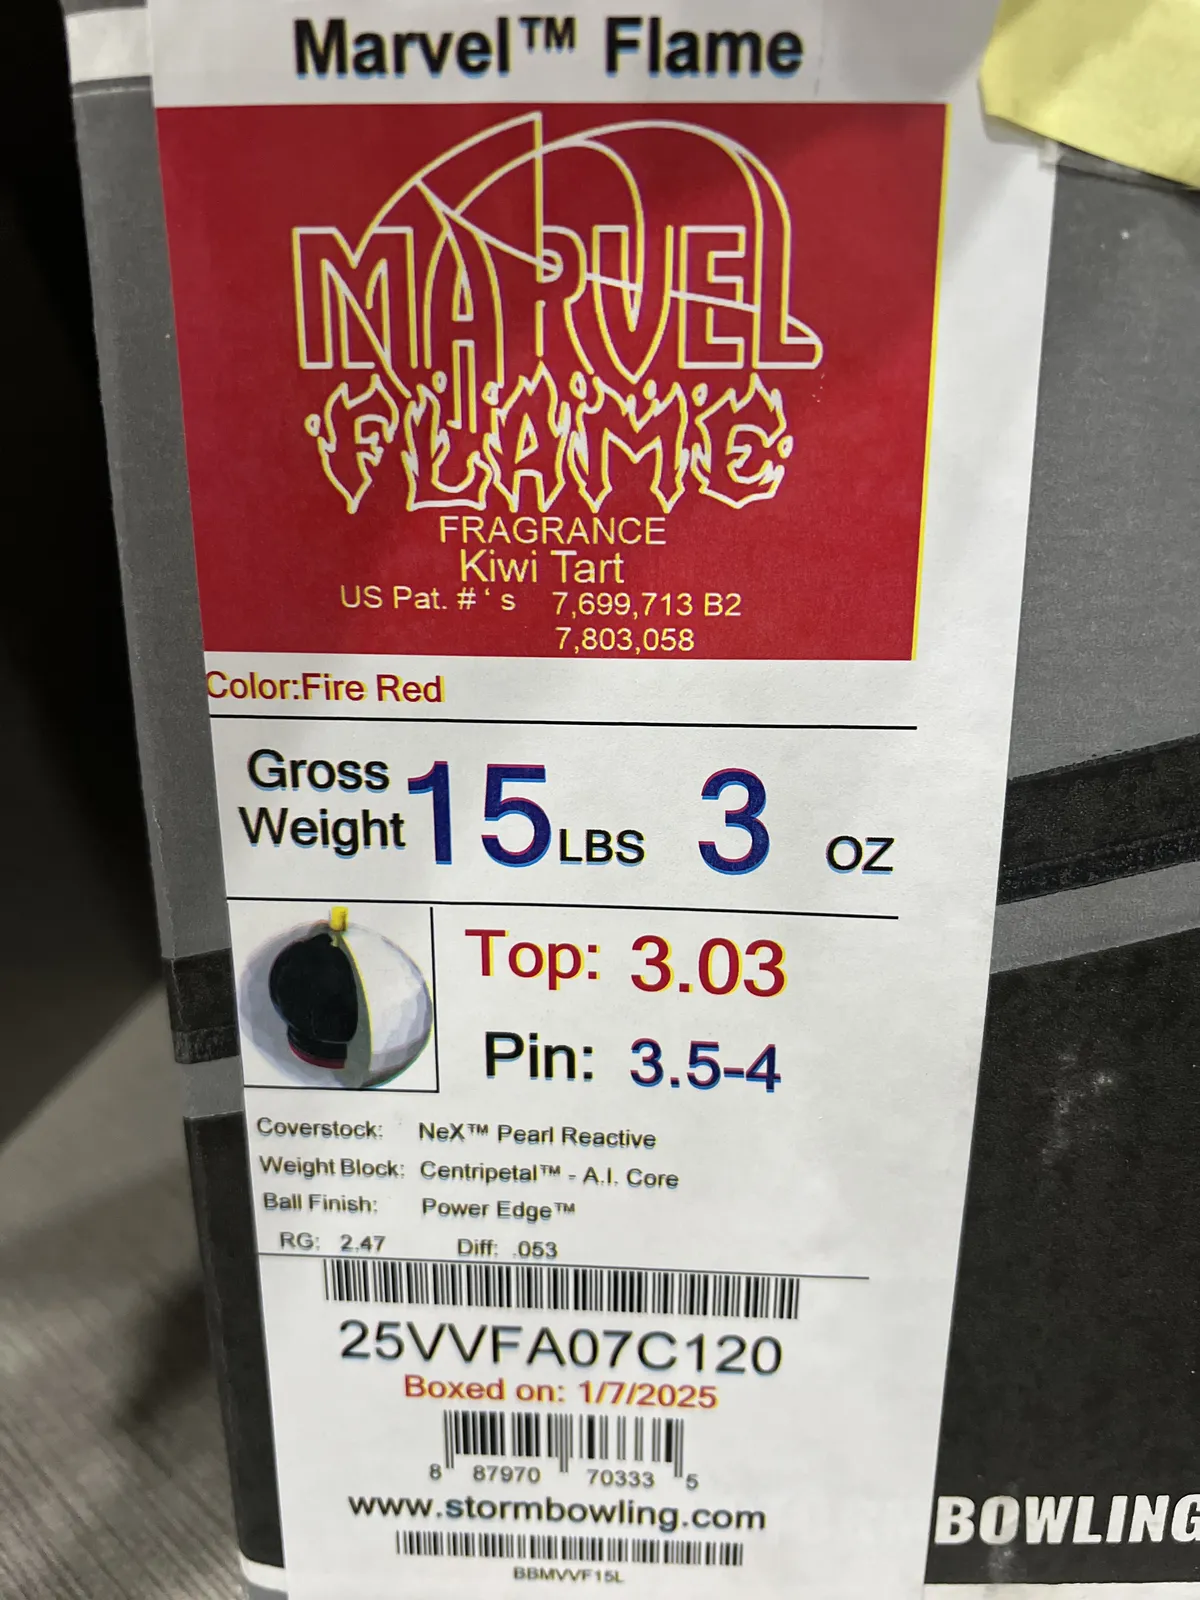 Marvel™ Flame
MARVEL
FLAME
FRAGRANCE
Kiwi Tart
US Pat. # ' s 7,699,713 B2
7,803,058
Color:Fire Red
Gross
Weight 15 LBS 3 OZ
Top: 3.03
Pin: 3.5-4
Coverstock: NeX™ Pearl Reactive
Weight Block: Centripetal™ - A.I. Core
Ball Finish: Power Edge™
RG: 2.47 Diff: .053
25VVFA07C120
Boxed on: 1/7/2025
8 87970 70333 5
www.stormbowling.com
BBMVVF15L
BOWLING